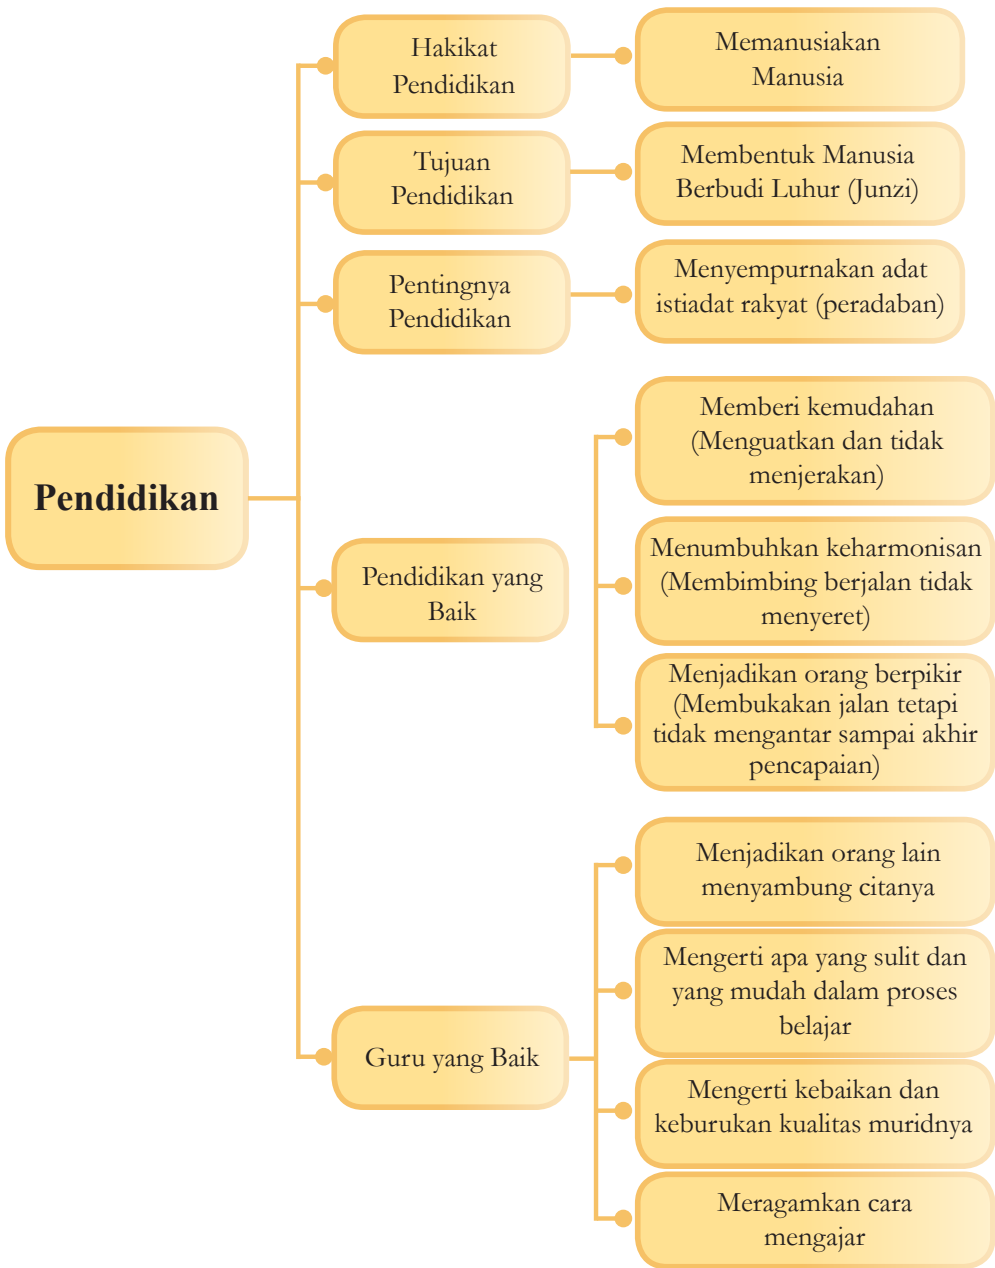 Pendidikan
Hakikat
Pendidikan
Memanusiakan
Manusia
Tujuan
Pendidikan
Membentuk Manusia
Berbudi Luhur (Junzi)
Pentingnya
Pendidikan
Menyempurnakan adat
istiadat rakyat (peradaban)
Pendidikan yang
Baik
Memberi kemudahan
(Menguatkan dan tidak
menjerakan)
Menumbuhkan keharmonisan
(Membimbing berjalan tidak
menyeret)
Menjadikan orang berpikir
(Membukakan jalan tetapi
tidak mengantar sampai akhir
pencapaian)
Guru yang Baik
Menjadikan orang lain
menyambung citanya
Mengerti apa yang sulit dan
yang mudah dalam proses
belajar
Mengerti kebaikan dan
keburukan kualitas muridnya
Meragamkan cara
mengajar